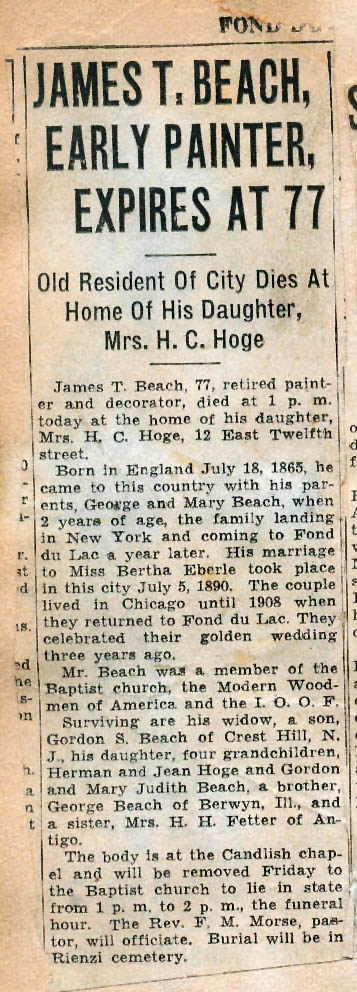 FOND DU
JAMES T. BEACH,
EARLY PAINTER,
EXPIRES AT 77
Old Resident Of City Dies At
Home Of His Daughter,
Mrs. H. C. Hoge
James T. Beach, 77, retired paint-
er and decorator, died at 1 p. m.
today at the home of his daughter,
Mrs. H. C. Hoge, 12 East Twelfth
street.
Born in England July 18, 1865, he
came to this country with his par-
ents, George and Mary Beach, when
2 years of age, the family landing
in New York and coming to Fond
du Lac a year later. His marriage
to Miss Bertha Eberle took place
in this city July 5, 1890. The couple
lived in Chicago until 1908 when
they returned to Fond du Lac. They
celebrated their golden wedding
three years ago.
Mr. Beach was a member of the
Baptist church, the Modern Wood-
men of America and the I. O. O. F.
Surviving are his widow, a son,
Gordon S. Beach of Crest Hill, N.
J., his daughter, four grandchildren,
Herman and Jean Hoge and Gordon
and Mary Judith Beach, a brother,
George Beach of Berwyn, Ill., and
a sister, Mrs. H. H. Fetter of An-
tigo.
The body is at the Candlish chap-
el and will be removed Friday to
the Baptist church to lie in state
from 1 p. m. to 2 p. m., the funeral
hour. The Rev. F. M. Morse, pas-
tor, will officiate. Burial will be in
Rienzi cemetery.